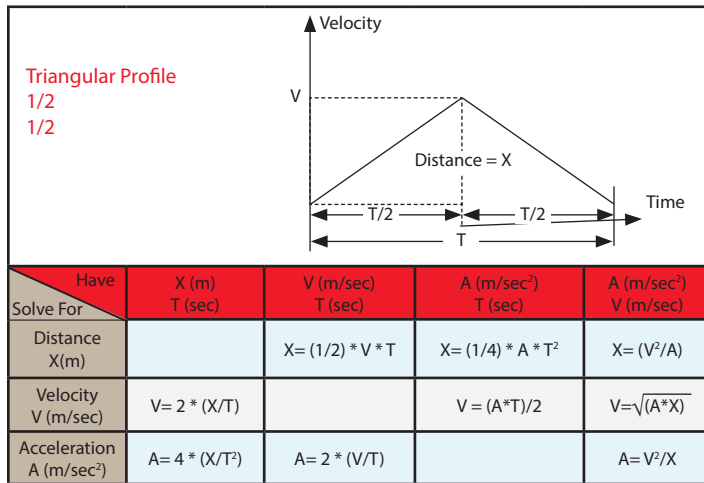 Velocity
Triangular Profile
1/2
1/2
V
Distance = X
Time
T/2 T/2
T
Have
Solve For
X (m)
T (sec)
V (m/sec)
T (sec)
A (m/sec²)
T (sec)
A (m/sec²)
V (m/sec)
Distance
X(m)
X= (1/2) * V * T
X= (1/4) * A * T²
X= (V²/A)
Velocity
V (m/sec)
V= 2 * (X/T)
V = (A*T)/2
V=√(A*X)
Acceleration
A (m/sec²)
A= 4 * (X/T²)
A= 2 * (V/T)
A= V²/X